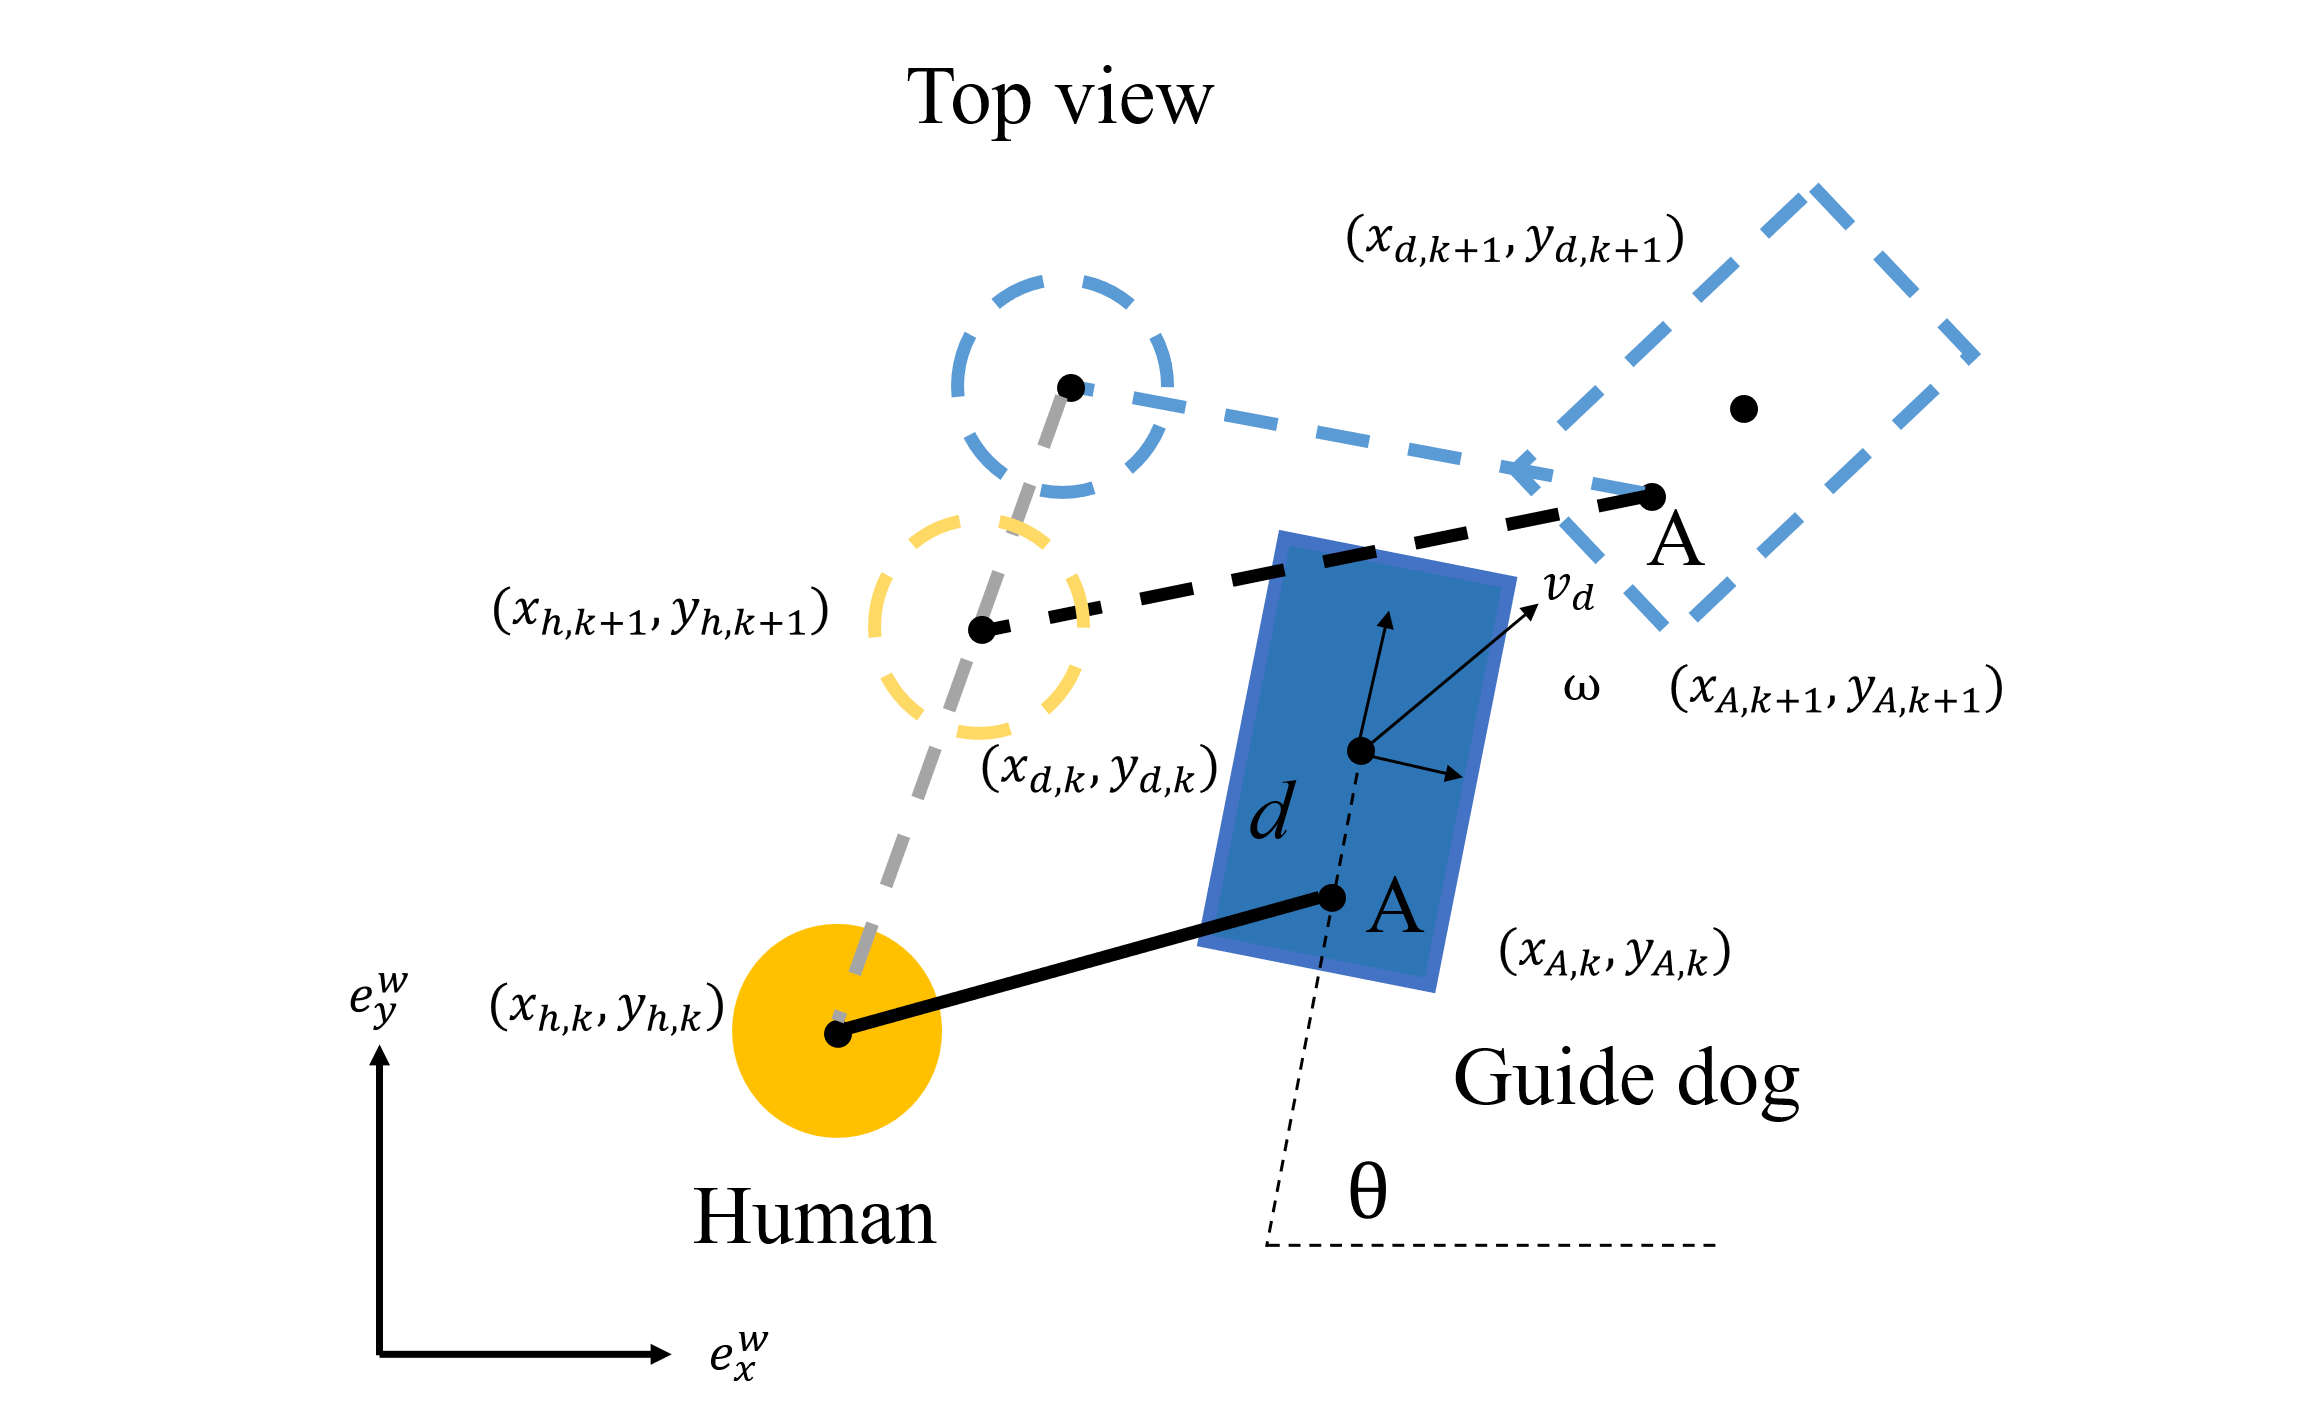 Top view
(x_{d,k+1}, y_{d,k+1})
A
v_d
(x_{h,k+1}, y_{h,k+1})
ω
(x_{A,k+1}, y_{A,k+1})
(x_{d,k}, y_{d,k})
d
A
(x_{A,k}, y_{A,k})
e_y^w
(x_{h,k}, y_{h,k})
Guide dog
θ
Human
e_x^w